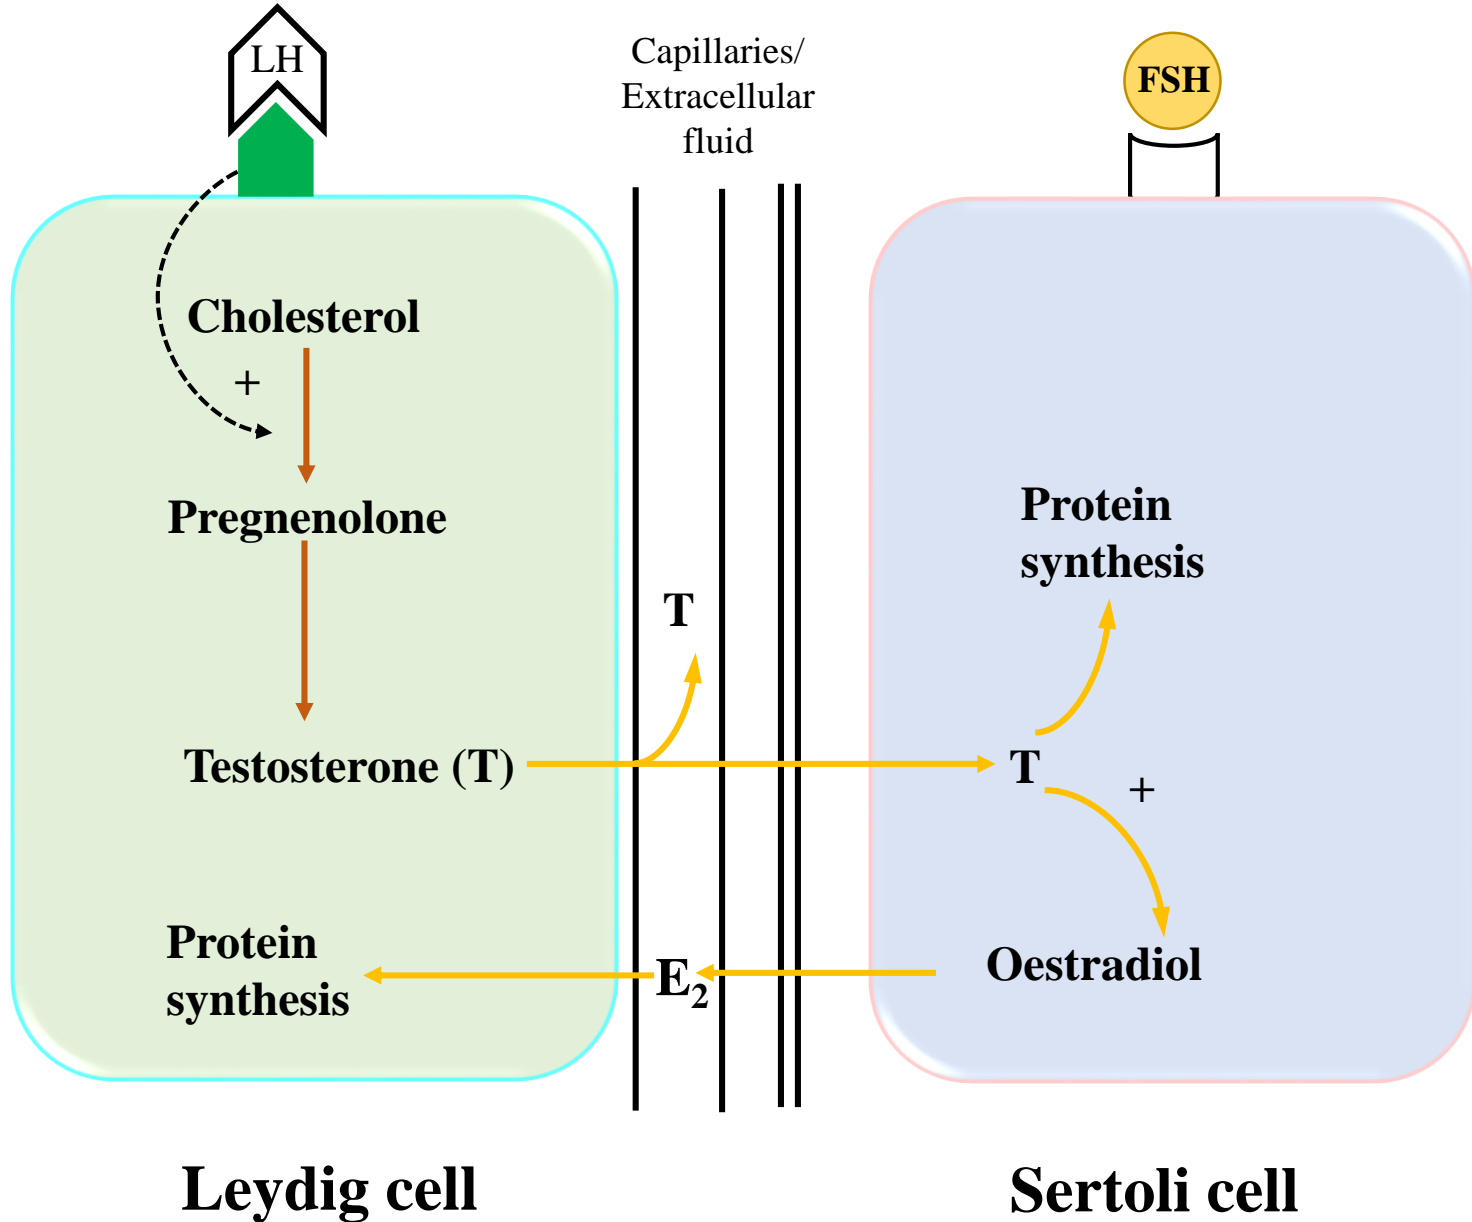 LH
Capillaries/
Extracellular
fluid
FSH
Cholesterol
+
Pregnenolone
Protein
synthesis
T
Testosterone (T)
T
+
Protein
synthesis
E₂
Oestradiol
Leydig cell
Sertoli cell